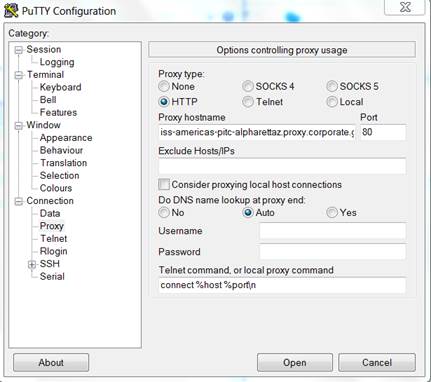 PuTTY Configuration
Category:
Session
Logging
Terminal
Keyboard
Bell
Features
Window
Appearance
Behaviour
Translation
Selection
Colours
Connection
Data
Proxy
Telnet
Rlogin
SSH
Serial
Options controlling proxy usage
Proxy type:
None SOCKS 4 SOCKS 5
HTTP Telnet Local
Proxy hostname Port
iss-americas-pitc-alpharettaz.proxy.corporate.g 80
Exclude Hosts/IPs
Consider proxying local host connections
Do DNS name lookup at proxy end:
No Auto Yes
Username
Password
Telnet command, or local proxy command
connect %host %port\n
About Open Cancel